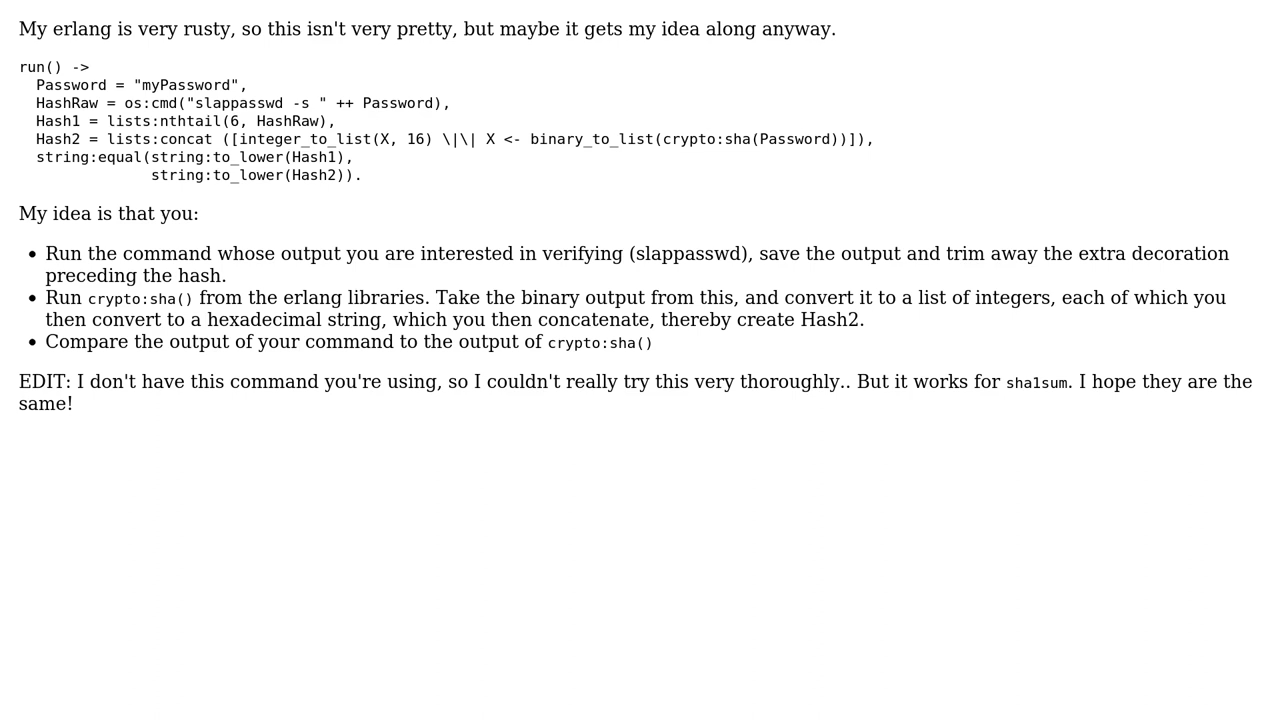 My erlang is very rusty, so this isn't very pretty, but maybe it gets my idea along anyway.
run() ->
  Password = "myPassword",
  HashRaw = os:cmd("slappasswd -s " ++ Password),
  Hash1 = lists:nthtail(6, HashRaw),
  Hash2 = lists:concat ([integer_to_list(X, 16) \|\| X <- binary_to_list(crypto:sha(Password))]),
  string:equal(string:to_lower(Hash1),
               string:to_lower(Hash2)).
My idea is that you:
• Run the command whose output you are interested in verifying (slappasswd), save the output and trim away the extra decoration
preceding the hash.
• Run crypto:sha() from the erlang libraries. Take the binary output from this, and convert it to a list of integers, each of which you
then convert to a hexadecimal string, which you then concatenate, thereby create Hash2.
• Compare the output of your command to the output of crypto:sha()
EDIT: I don't have this command you're using, so I couldn't really try this very thoroughly.. But it works for sha1sum. I hope they are the
same!